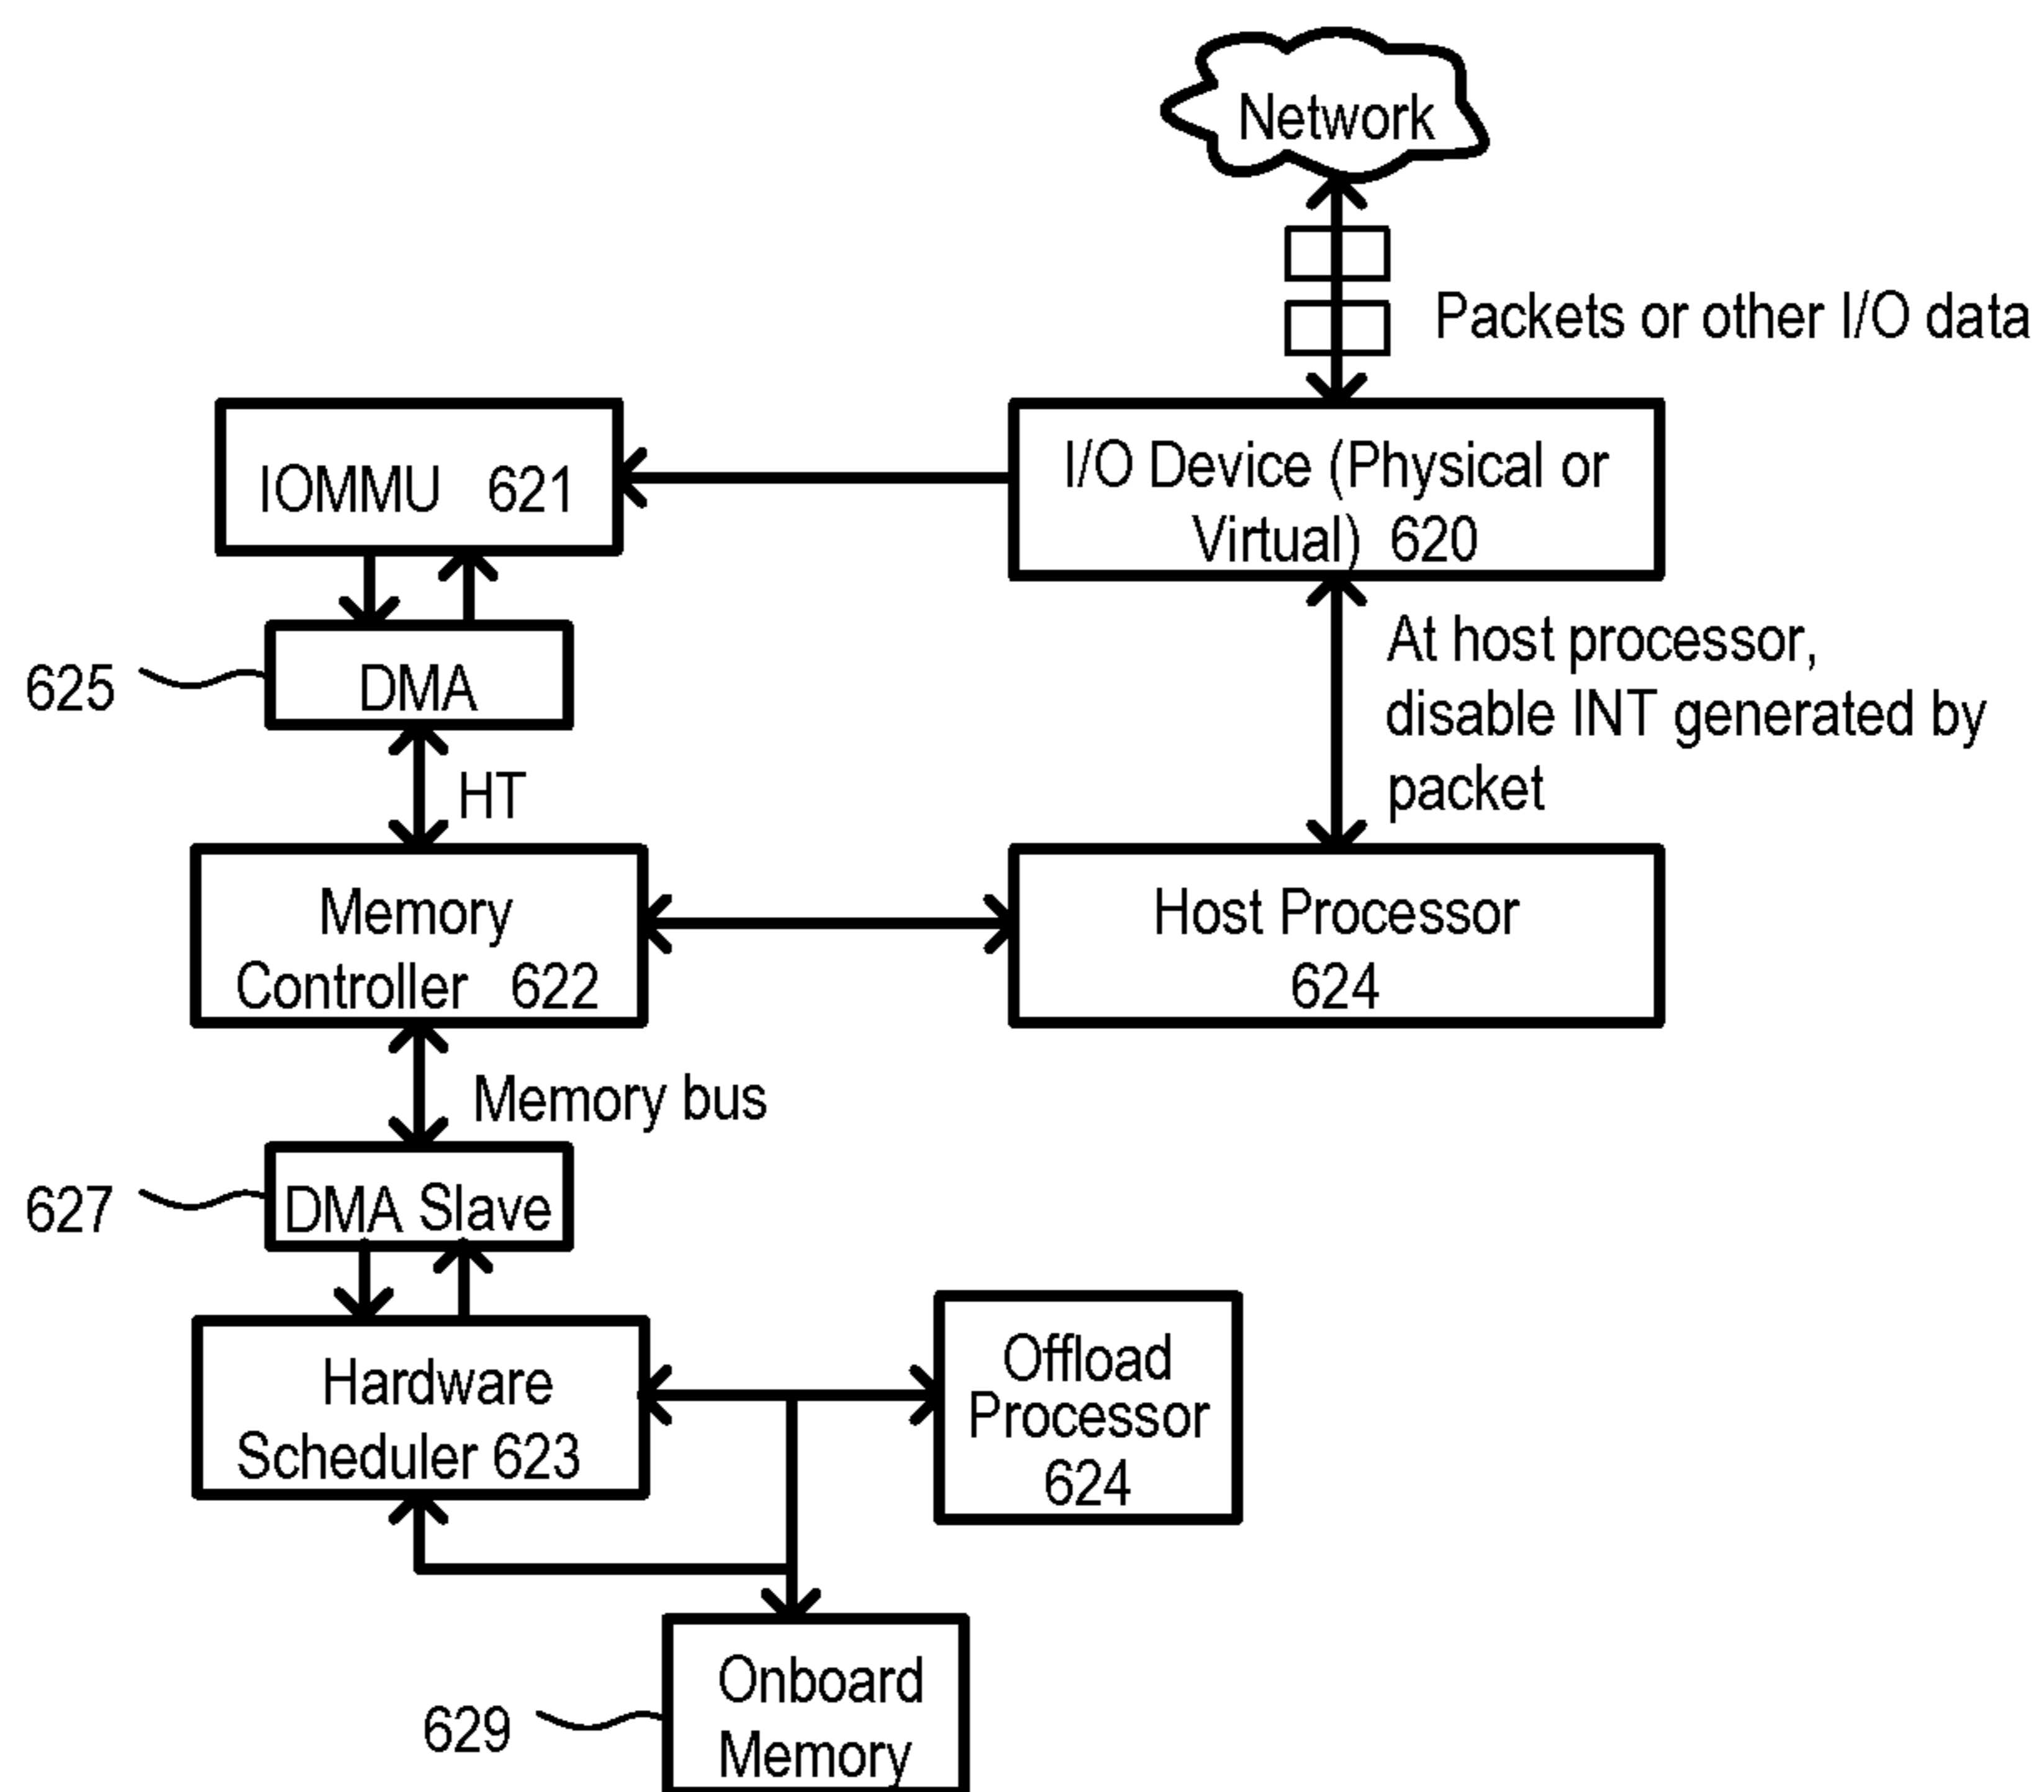 Network
Packets or other I/O data
IOMMU 621
I/O Device (Physical or
Virtual) 620
625
DMA
At host processor,
disable INT generated by
packet
HT
Memory
Controller 622
Host Processor
624
Memory bus
627
DMA Slave
Hardware
Scheduler 623
Offload
Processor
624
629
Onboard
Memory